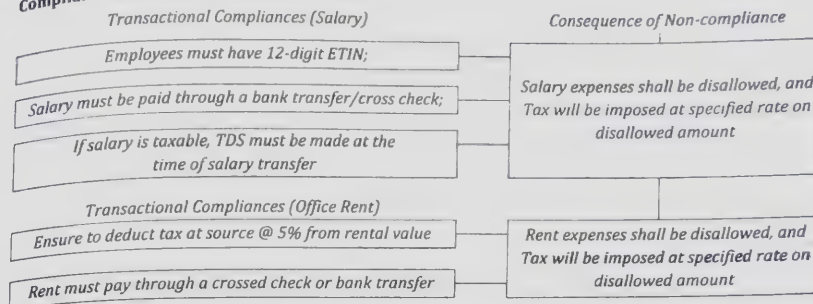 Transactional Compliances (Salary)
Consequence of Non-compliance
Employees must have 12-digit ETIN;
Salary must be paid through a bank transfer/cross check;
If salary is taxable, TDS must be made at the
time of salary transfer
Salary expenses shall be disallowed, and
Tax will be imposed at specified rate on
disallowed amount
Transactional Compliances (Office Rent)
Ensure to deduct tax at source @ 5% from rental value
Rent must pay through a crossed check or bank transfer
Rent expenses shall be disallowed, and
Tax will be imposed at specified rate on
disallowed amount